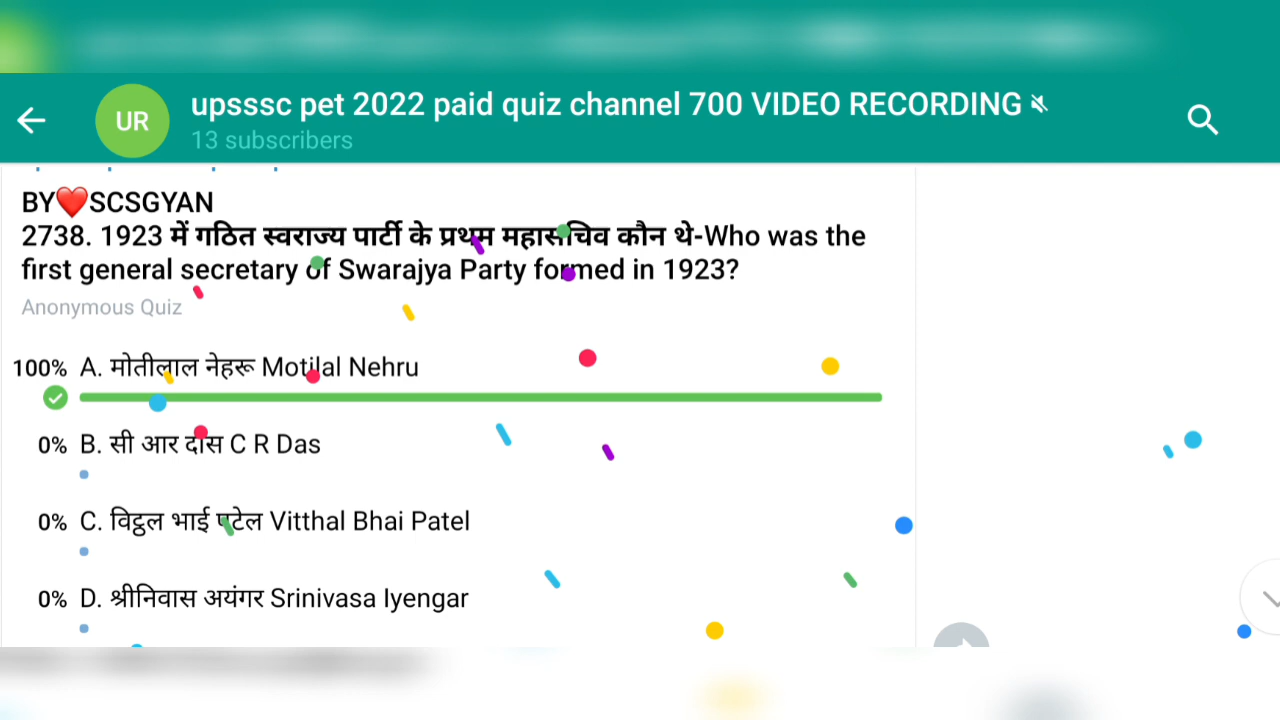 UR
upsssc pet 2022 paid quiz channel 700 VIDEO RECORDING
13 subscribers
BY❤️SCSGYAN
2738. 1923 में गठित स्वराज्य पार्टी के प्रथम महासचिव कौन थे-Who was the
first general secretary of Swarajya Party formed in 1923?
Anonymous Quiz
100% A. मोतीलाल नेहरू Motilal Nehru
0% B. सी आर दास C R Das
0% C. विट्ठल भाई पटेल Vitthal Bhai Patel
0% D. श्रीनिवास अयंगर Srinivasa Iyengar